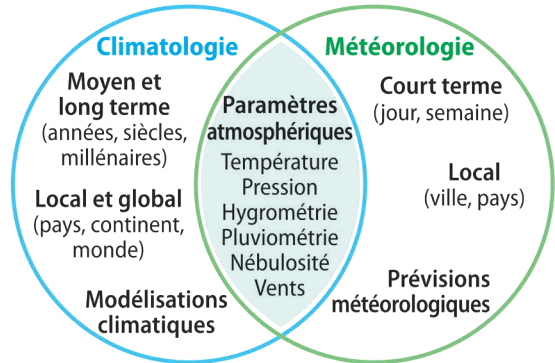 Climatologie
Moyen et
long terme
(années, siècles,
millénaires)
Local et global
(pays, continent,
monde)
Modélisations
climatiques
Paramètres
atmosphériques
Température
Pression
Hygrométrie
Pluviométrie
Nébulosité
Vents
Météorologie
Court terme
(jour, semaine)
Local
(ville, pays)
Prévisions
météorologiques